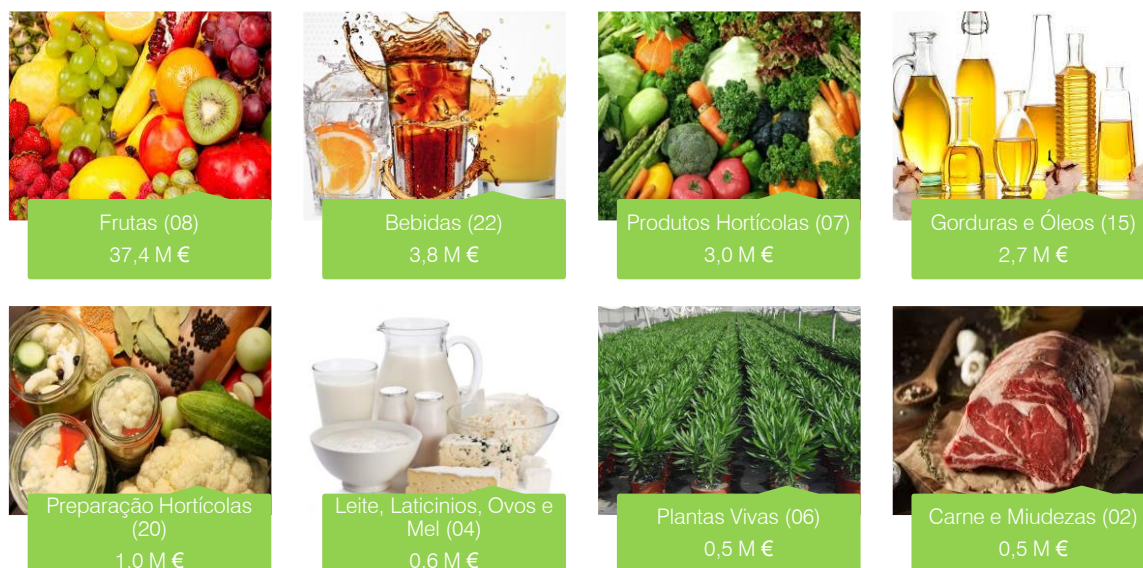 Frutas (08)
37,4 M €
Bebidas (22)
3,8 M €
Produtos Hortícolas (07)
3,0 M €
Gorduras e Óleos (15)
2,7 M €
Preparação Hortícolas
(20)
1,0 M €
Leite, Laticinios, Ovos e
Mel (04)
0,6 M €
Plantas Vivas (06)
0,5 M €
Carne e Miudezas (02)
0,5 M €